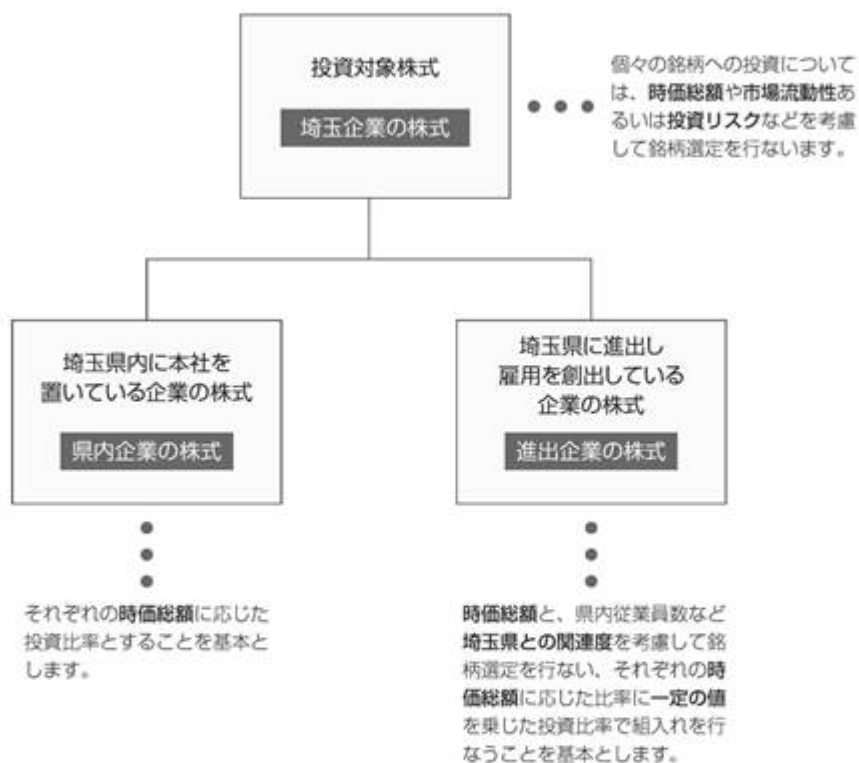 投資対象株式
埼玉企業の株式
個々の銘柄への投資について
は、時価総額や市場流動性あ
るいは投資リスクなどを考慮
して銘柄選定を行ないます。
埼玉県内に本社を
置いている企業の株式
県内企業の株式
埼玉県に進出し
雇用を創出している
企業の株式
進出企業の株式
それぞれの時価総額に応じた
投資比率とすることを基本と
します。
時価総額と、県内従業員数など
埼玉県との関連度を考慮して銘
柄選定を行ない、それぞれの時
価総額に応じた比率に一定の値
を乗じた投資比率で組入れを行
なうことを基本とします。